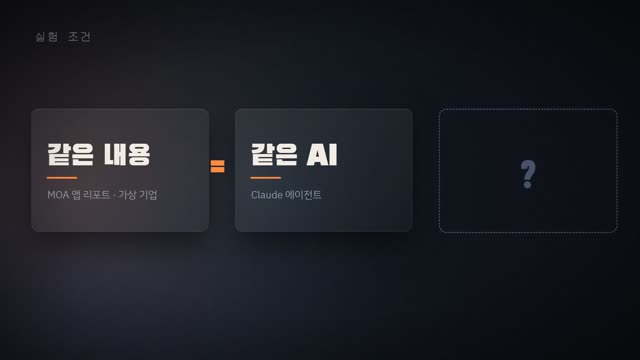 실험 조건
같은 내용
MOA 앱 리포트 · 가상 기업
=
같은 AI
Claude 에이전트
?